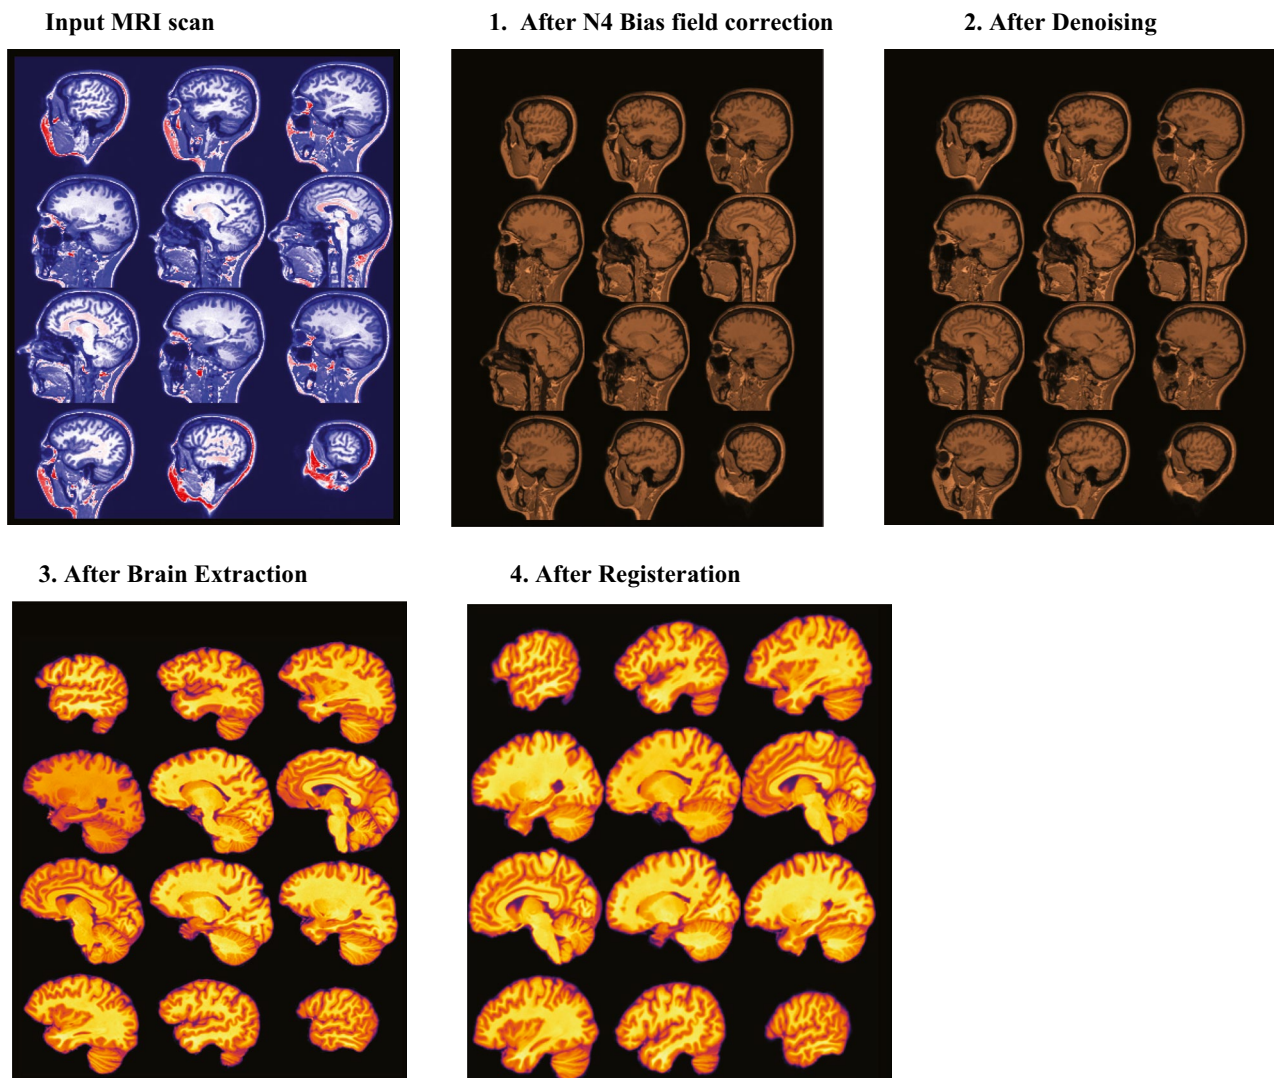 Input MRI scan
1. After N4 Bias field correction
2. After Denoising
3. After Brain Extraction
4. After Registeration